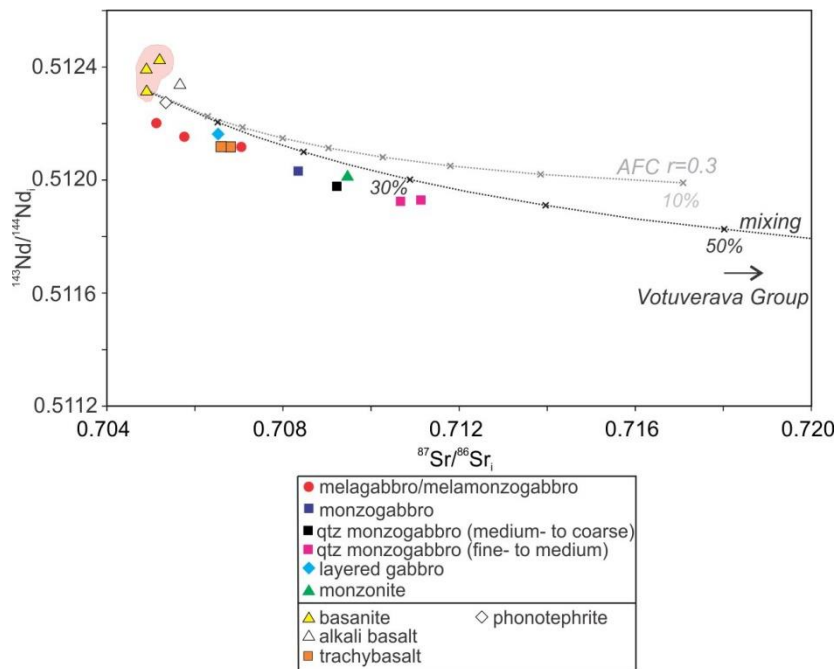 0.5124
0.5120
0.5116
0.5112
¹⁴³Nd/¹⁴⁴Ndᵢ
AFC r=0.3
10%
30%
mixing
50%
Votuverava Group
0.704
0.708
0.712
0.716
0.720
⁸⁷Sr/⁸⁶Srᵢ
melagabbro/melamonzogabbro
monzogabbro
qtz monzogabbro (medium- to coarse)
qtz monzogabbro (fine- to medium)
layered gabbro
monzonite
basanite
phonotephrite
alkali basalt
trachybasalt